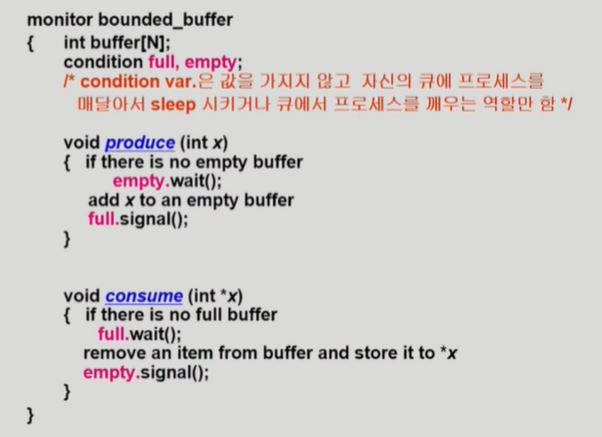 monitor bounded_buffer
{ int buffer[N];
condition full, empty;
/* condition var.은 값을 가지지 않고 자신의 큐에 프로세스를
매달아서 sleep 시키거나 큐에서 프로세스를 깨우는 역할만 함 */
void produce (int x)
{ if there is no empty buffer
empty.wait();
add x to an empty buffer
full.signal();
}
void consume (int *x)
{ if there is no full buffer
full.wait();
remove an item from buffer and store it to *x
empty.signal();
}
}